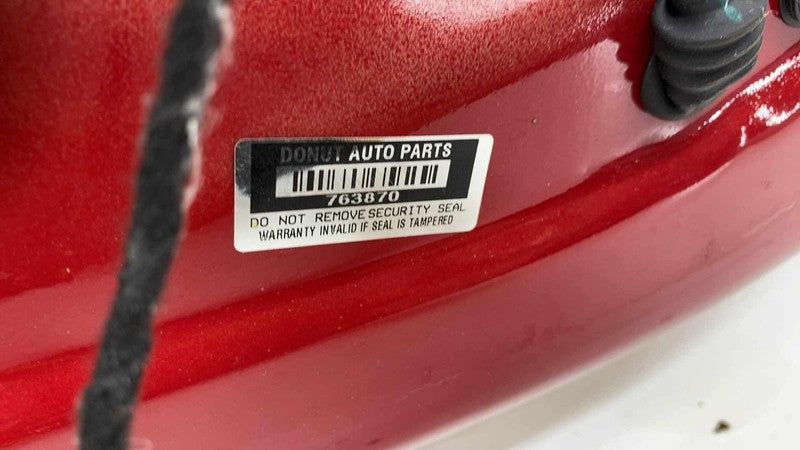 DONUT AUTO PARTS
763870
DO NOT REMOVE SECURITY SEAL
WARRANTY INVALID IF SEAL IS TAMPERED